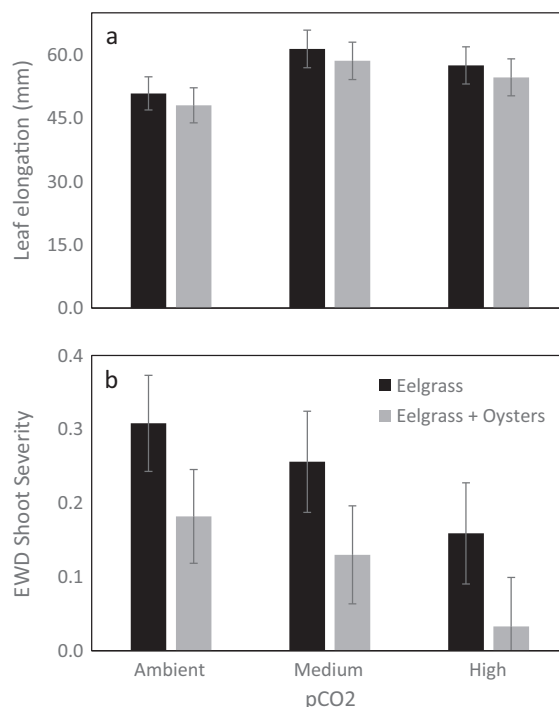 a
Leaf elongation (mm)
60.0
45.0
30.0
15.0
0.0
b
EWD Shoot Severity
0.4
0.3
0.2
0.1
0.0
Eelgrass
Eelgrass + Oysters
Ambient Medium High
pCO2